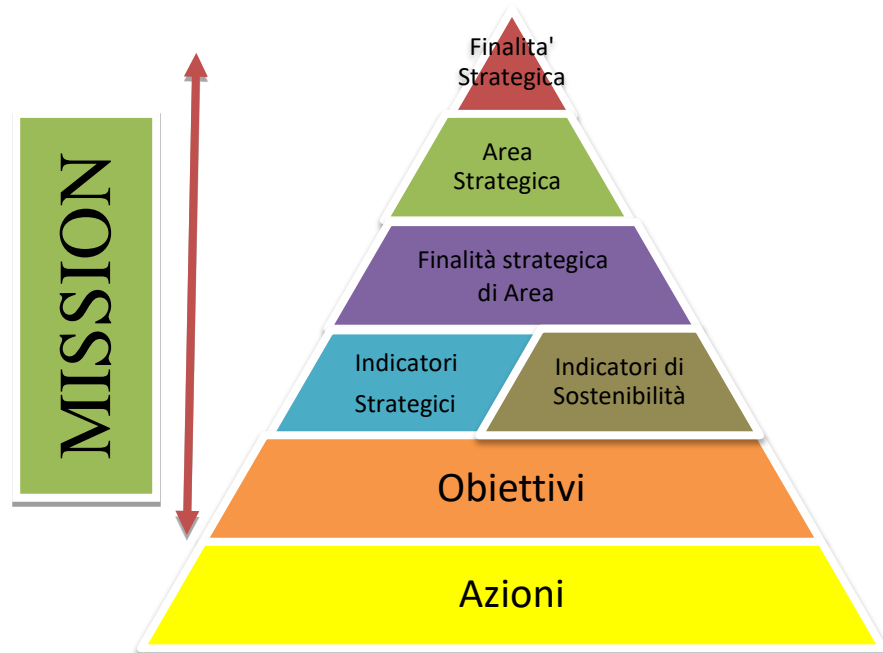 MISSION
Finalita'
Strategica
Area
Strategica
Finalità strategica
di Area
Indicatori
Strategici
Indicatori di
Sostenibilità
Obiettivi
Azioni